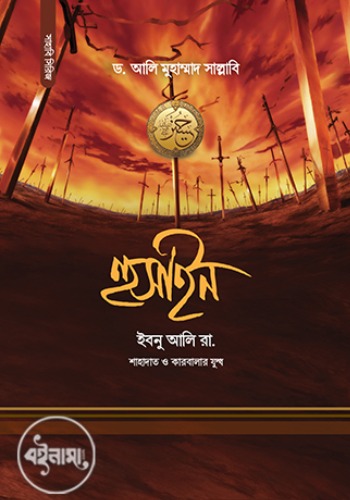 সাহাবি সিরিজ
ড. আলি মুহাম্মাদ সাল্লাবি
হুসাইন
ইবনু আলি রা.
শাহাদাত ও কারবালার যুদ্ধ
বইনামা